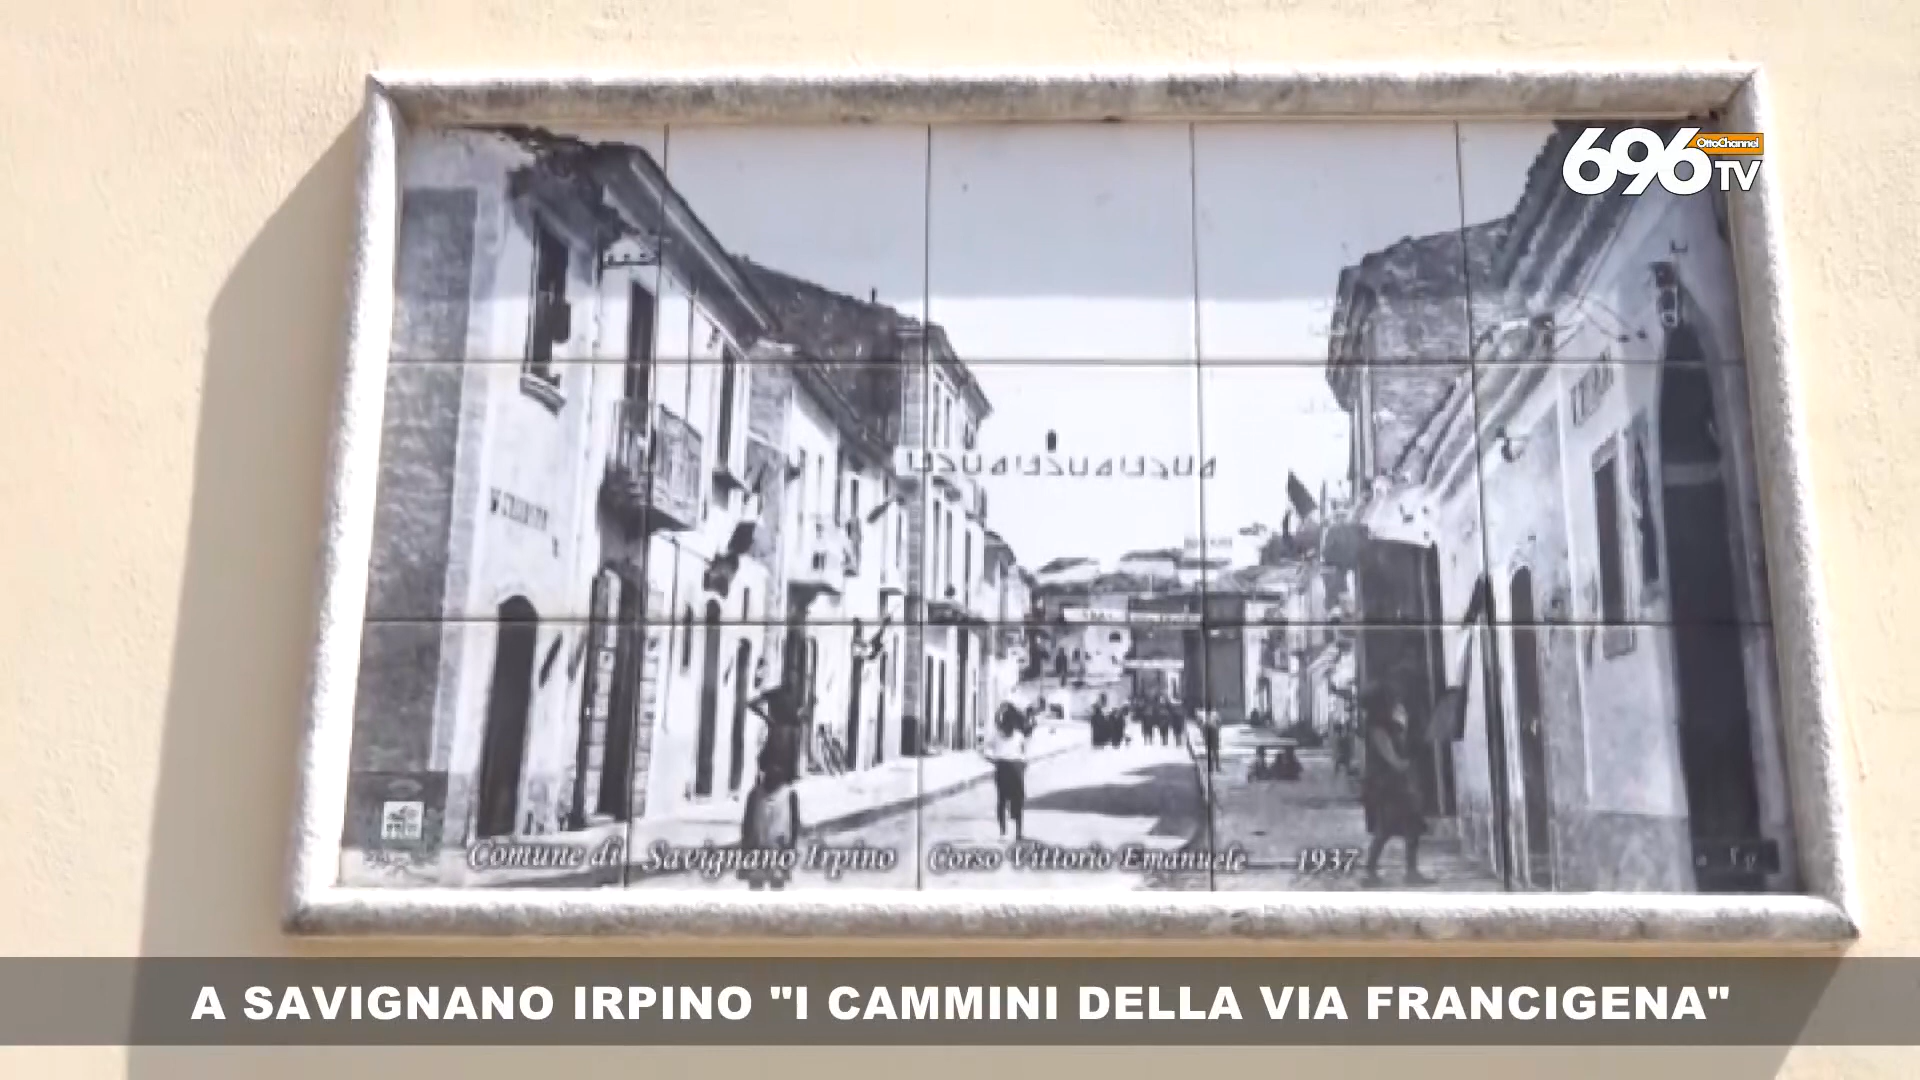 OttoChannel
696
TV
Comune di Savignano Irpino Corso Vittorio Emanuele 1937
A SAVIGNANO IRPINO "I CAMMINI DELLA VIA FRANCIGENA"